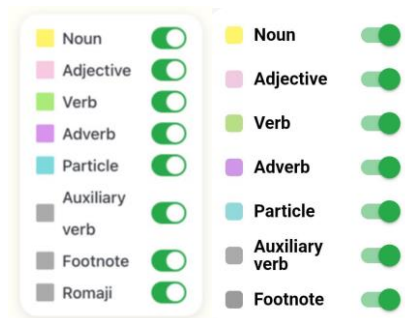 Noun
Adjective
Verb
Adverb
Particle
Auxiliary
verb
Footnote
Romaji
Noun
Adjective
Verb
Adverb
Particle
Auxiliary
verb
Footnote